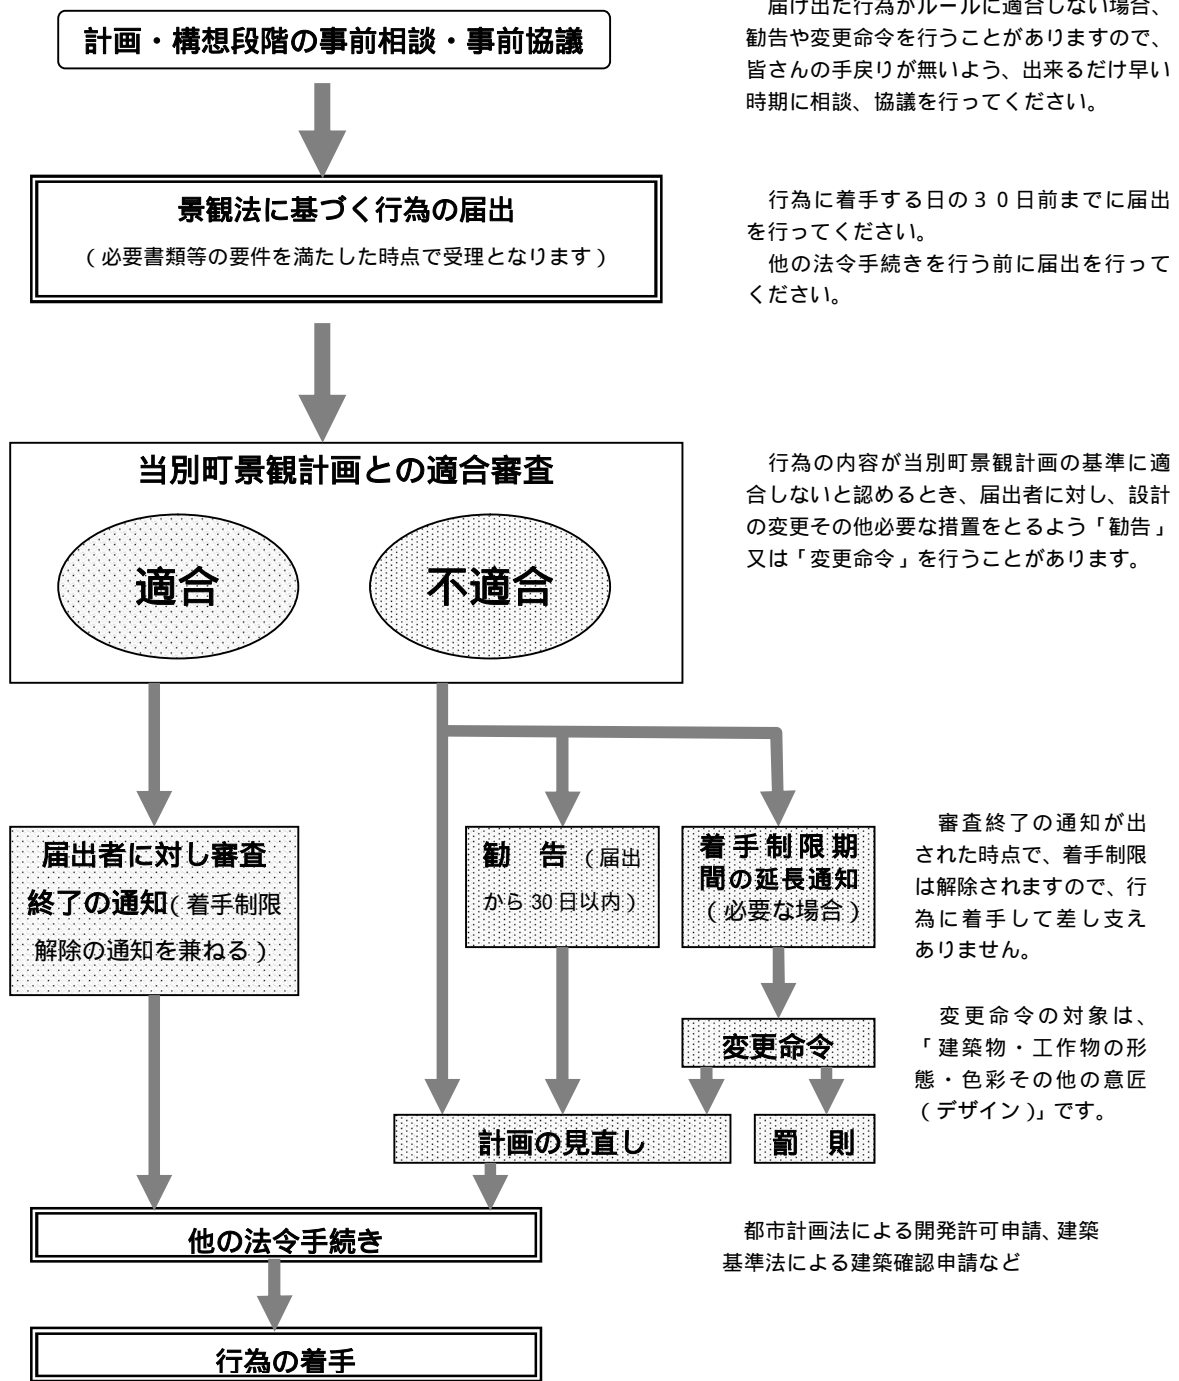 計画・構想段階の事前相談・事前協議
届け出た行為がルールに適合しない場合、
勧告や変更命令を行うことがありますので、
皆さんの手戻りが無いよう、出来るだけ早い
時期に相談、協議を行ってください。
景観法に基づく行為の届出
（必要書類等の要件を満たした時点で受理となります）
行為に着手する日の３０日前までに届出
を行ってください。
他の法令手続きを行う前に届出を行って
ください。
当別町景観計画との適合審査
適合
不適合
行為の内容が当別町景観計画の基準に適
合しないと認めるとき、届出者に対し、設計
の変更その他必要な措置をとるよう「勧告」
又は「変更命令」を行うことがあります。
届出者に対し審査
終了の通知（着手制限
解除の通知を兼ねる）
勧　告（届出
から30日以内）
着手制限期
間の延長通知
（必要な場合）
審査終了の通知が出
された時点で、着手制限
は解除されますので、行
為に着手して差し支え
ありません。
変更命令
変更命令の対象は、
「建築物・工作物の形
態・色彩その他の意匠
（デザイン）」です。
計画の見直し
罰　則
他の法令手続き
都市計画法による開発許可申請、建築
基準法による建築確認申請など
行為の着手